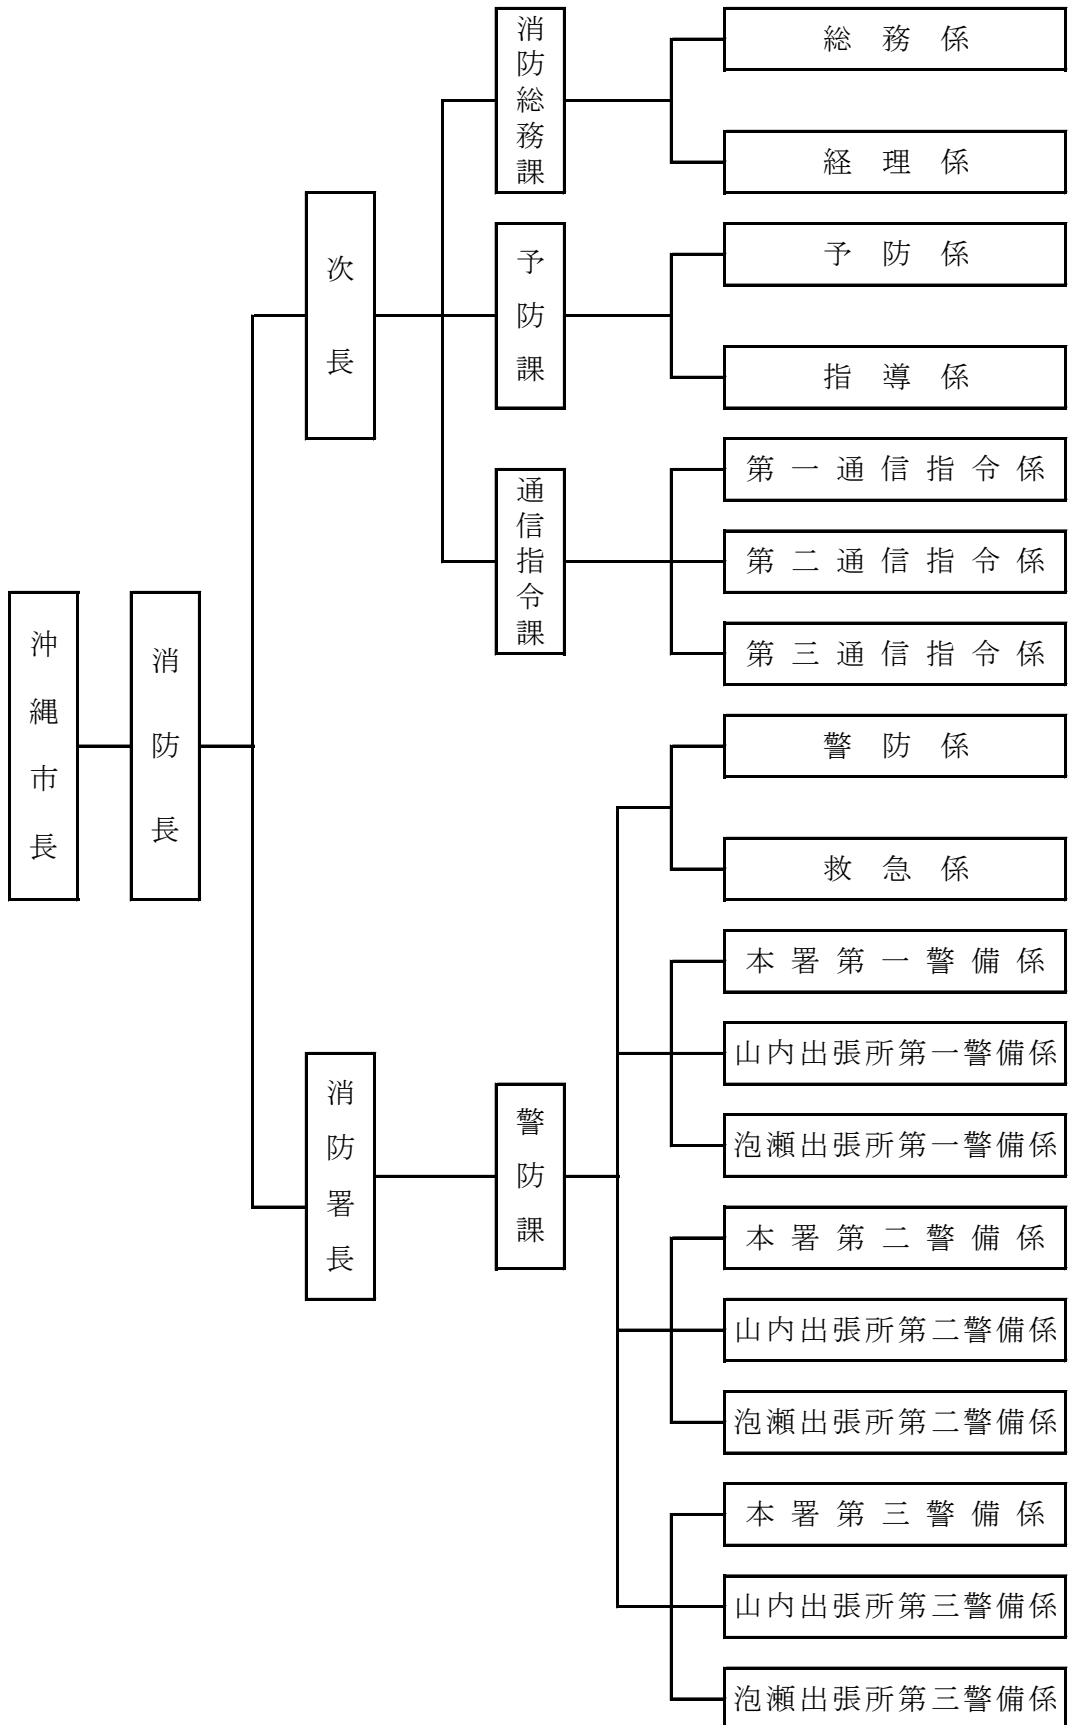 沖縄市長
消防長
次長
消防総務課
総務係
経理係
予防課
予防係
指導係
通信指令課
第一通信指令係
第二通信指令係
第三通信指令係
消防署長
警防課
警防係
救急係
本署第一警備係
山内出張所第一警備係
泡瀬出張所第一警備係
本署第二警備係
山内出張所第二警備係
泡瀬出張所第二警備係
本署第三警備係
山内出張所第三警備係
泡瀬出張所第三警備係